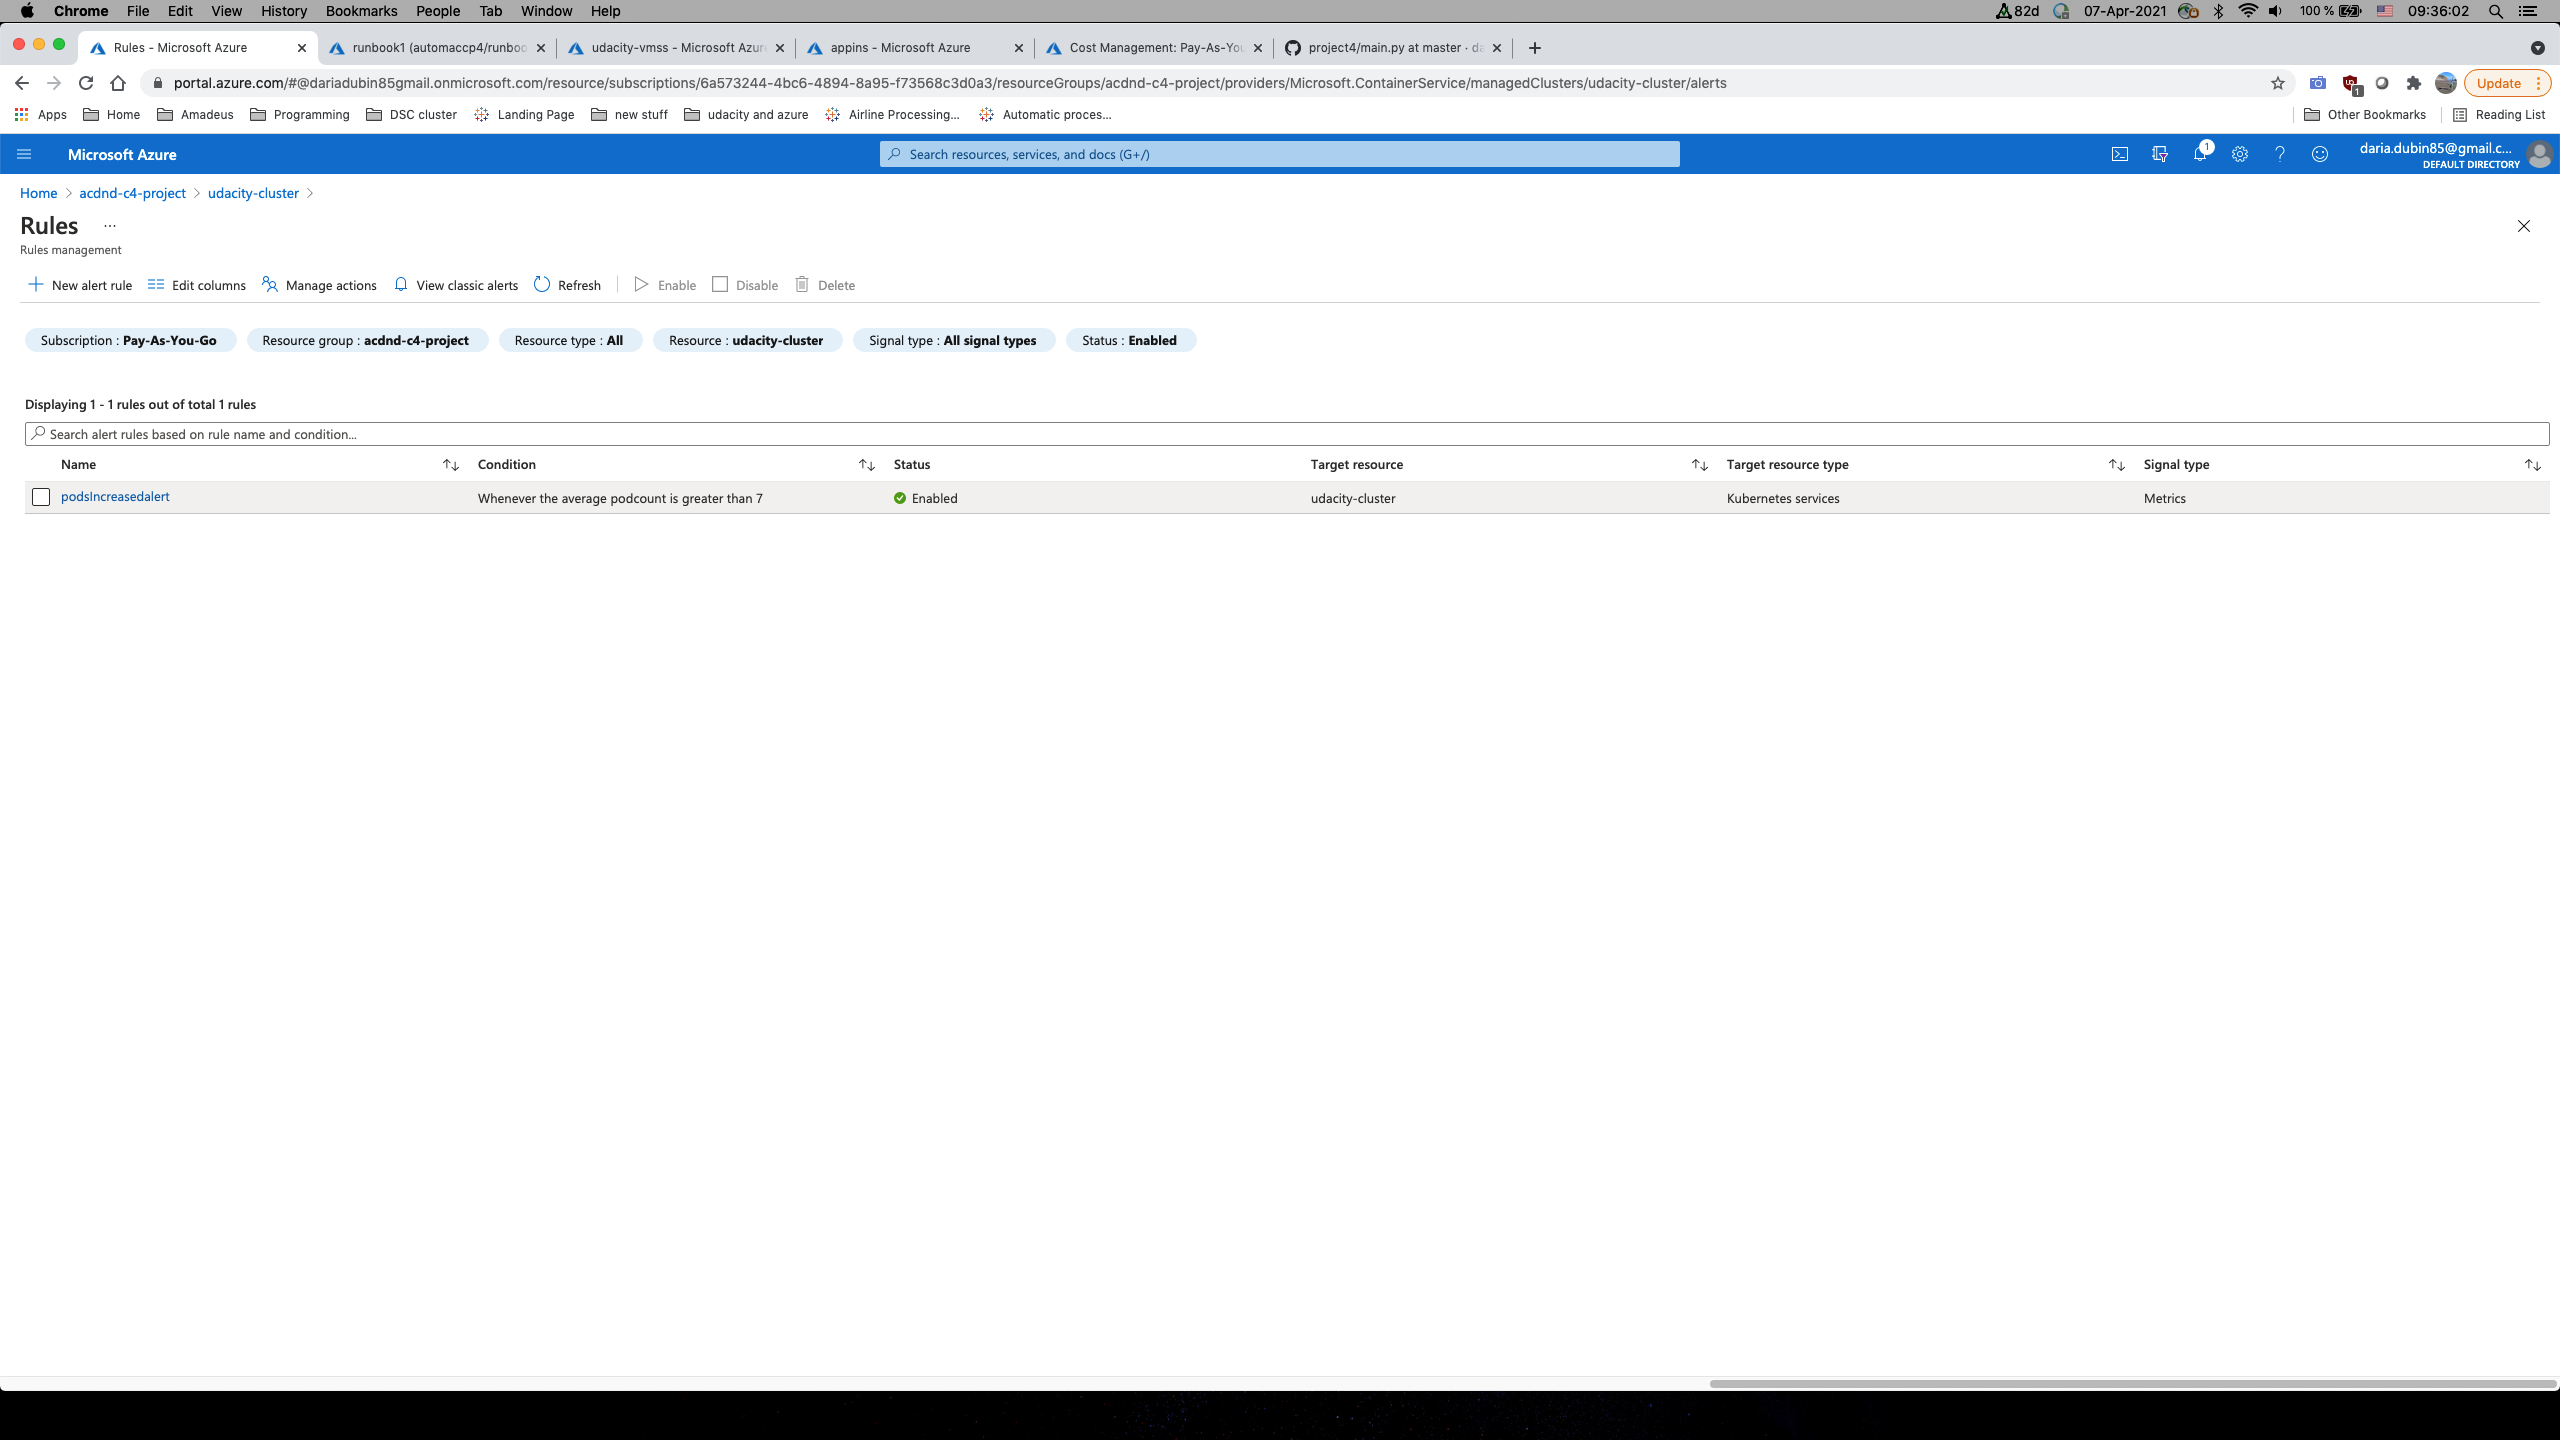 Chrome File Edit View History Bookmarks People Tab Window Help 82d 07-Apr-2021 100 % 09:36:02
Rules - Microsoft Azure runbook1 (automaccp4/runboo udacity-vmss - Microsoft Azur appins - Microsoft Azure Cost Management: Pay-As-You project4/main.py at master · da
portal.azure.com/#@dariadubin85gmail.onmicrosoft.com/resource/subscriptions/6a573244-4bc6-4894-8a95-f73568c3d0a3/resourceGroups/acdnd-c4-project/providers/Microsoft.ContainerService/managedClusters/udacity-cluster/alerts 1 Update
Apps Home Amadeus Programming DSC cluster Landing Page new stuff udacity and azure Airline Processing... Automatic proces... Other Bookmarks Reading List
Microsoft Azure Search resources, services, and docs (G+/) 1 daria.dubin85@gmail.c...
DEFAULT DIRECTORY
Home > acdnd-c4-project > udacity-cluster >
Rules ...
Rules management
New alert rule Edit columns Manage actions View classic alerts Refresh Enable Disable Delete
Subscription : Pay-As-You-Go Resource group : acdnd-c4-project Resource type : All Resource : udacity-cluster Signal type : All signal types Status : Enabled
Displaying 1 - 1 rules out of total 1 rules
Search alert rules based on rule name and condition...
Name Condition Status Target resource Target resource type Signal type
podsIncreasedalert Whenever the average podcount is greater than 7 Enabled udacity-cluster Kubernetes services Metrics